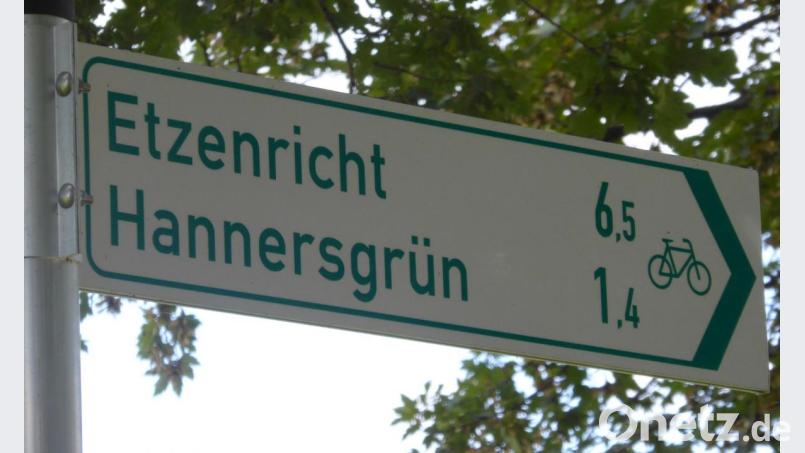 Etzenricht 6,5
Hannersgrün 1,4
Onetz.de